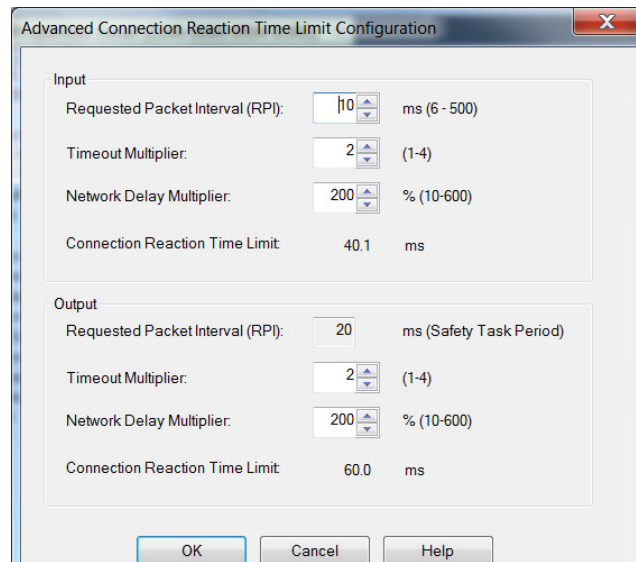 Advanced Connection Reaction Time Limit Configuration
X
Input
Requested Packet Interval (RPI): 10 ms (6 - 500)
Timeout Multiplier: 2 (1-4)
Network Delay Multiplier: 200 % (10-600)
Connection Reaction Time Limit: 40.1 ms
Output
Requested Packet Interval (RPI): 20 ms (Safety Task Period)
Timeout Multiplier: 2 (1-4)
Network Delay Multiplier: 200 % (10-600)
Connection Reaction Time Limit: 60.0 ms
OK Cancel Help